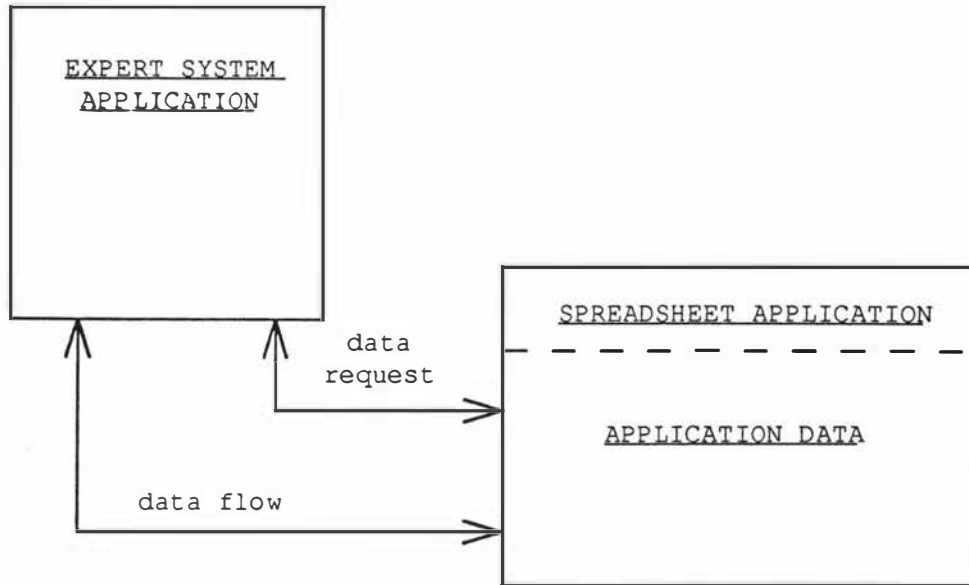 EXPERT SYSTEM
APPLICATION
SPREADSHEET APPLICATION
data
request
APPLICATION DATA
data flow